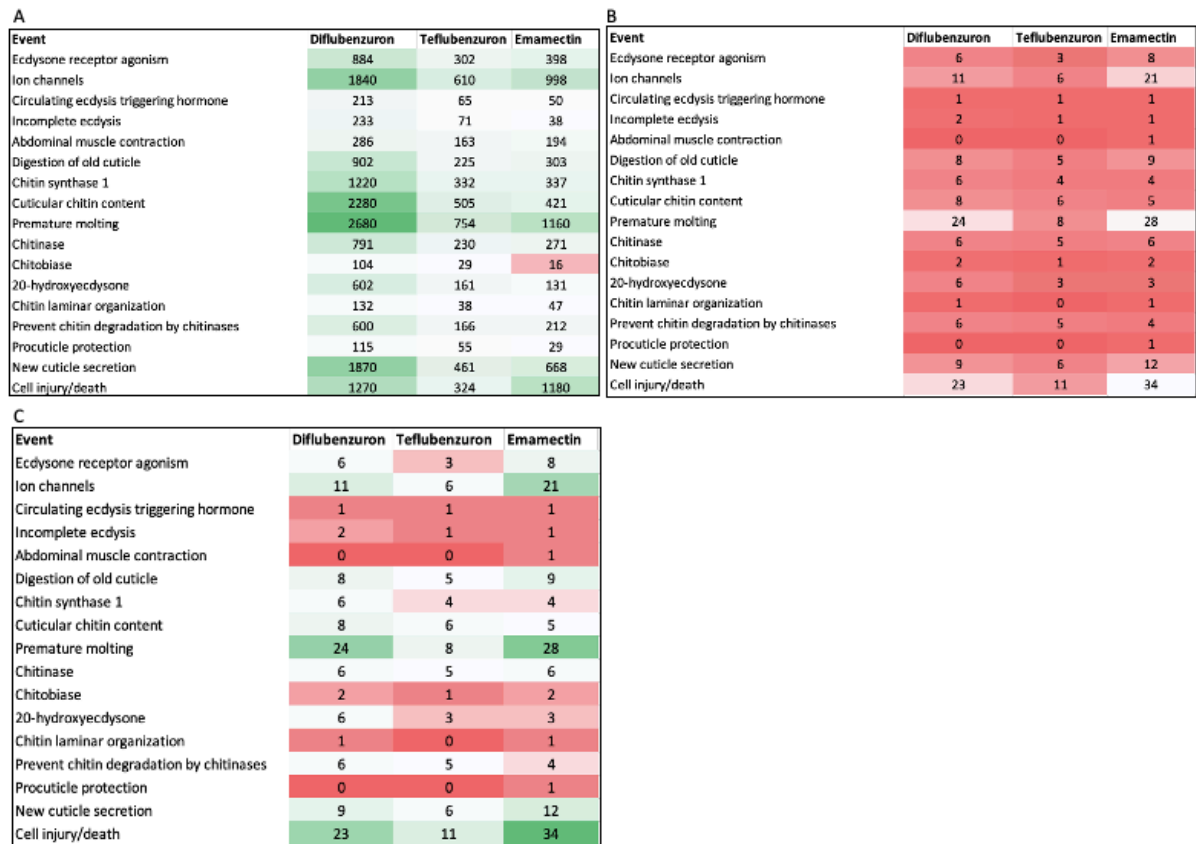 A
Event Diflubenzuron Teflubenzuron Emamectin
Ecdysone receptor agonism 884 302 398
Ion channels 1840 610 998
Circulating ecdysis triggering hormone 213 65 50
Incomplete ecdysis 233 71 38
Abdominal muscle contraction 286 163 194
Digestion of old cuticle 902 225 303
Chitin synthase 1 1220 332 337
Cuticular chitin content 2280 505 421
Premature molting 2680 754 1160
Chitinase 791 230 271
Chitobiase 104 29 16
20-hydroxyecdysone 602 161 131
Chitin laminar organization 132 38 47
Prevent chitin degradation by chitinases 600 166 212
Procuticle protection 115 55 29
New cuticle secretion 1870 461 668
Cell injury/death 1270 324 1180
B
Event Diflubenzuron Teflubenzuron Emamectin
Ecdysone receptor agonism 6 3 8
Ion channels 11 6 21
Circulating ecdysis triggering hormone 1 1 1
Incomplete ecdysis 2 1 1
Abdominal muscle contraction 0 0 1
Digestion of old cuticle 8 5 9
Chitin synthase 1 6 4 4
Cuticular chitin content 8 6 5
Premature molting 24 8 28
Chitinase 6 5 6
Chitobiase 2 1 2
20-hydroxyecdysone 6 3 3
Chitin laminar organization 1 0 1
Prevent chitin degradation by chitinases 6 5 4
Procuticle protection 0 0 1
New cuticle secretion 9 6 12
Cell injury/death 23 11 34
C
Event Diflubenzuron Teflubenzuron Emamectin
Ecdysone receptor agonism 6 3 8
Ion channels 11 6 21
Circulating ecdysis triggering hormone 1 1 1
Incomplete ecdysis 2 1 1
Abdominal muscle contraction 0 0 1
Digestion of old cuticle 8 5 9
Chitin synthase 1 6 4 4
Cuticular chitin content 8 6 5
Premature molting 24 8 28
Chitinase 6 5 6
Chitobiase 2 1 2
20-hydroxyecdysone 6 3 3
Chitin laminar organization 1 0 1
Prevent chitin degradation by chitinases 6 5 4
Procuticle protection 0 0 1
New cuticle secretion 9 6 12
Cell injury/death 23 11 34